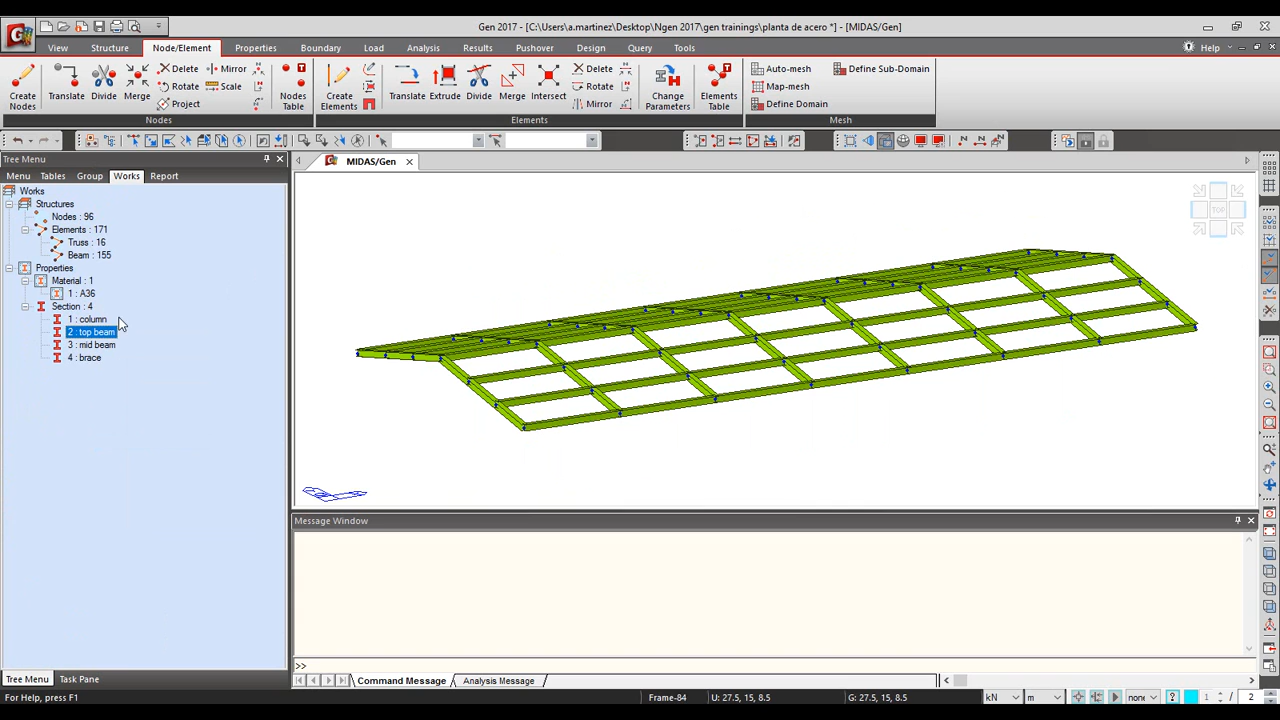 Gen 2017 - [C:\Users\a.martinez\Desktop\Ngen 2017\gen trainings\planta de acero *] - [MIDAS/Gen]
View Structure Node/Element Properties Boundary Load Analysis Results Pushover Design Query Tools Help
Create Nodes
Translate
Divide
Merge
Delete
Rotate
Project
Mirror
Scale
Nodes Table
Create Elements
Translate
Extrude
Divide
Merge
Intersect
Delete
Rotate
Mirror
Change Parameters
Elements Table
Auto-mesh
Map-mesh
Define Domain
Define Sub-Domain
Nodes Elements Mesh
Tree Menu
MIDAS/Gen
Menu Tables Group Works Report
Works
Structures
Nodes : 96
Elements : 171
Truss : 16
Beam : 155
Properties
Material : 1
1 : A36
Section : 4
1 : column
2 : top beam
3 : mid beam
4 : brace
TOP
Message Window
>>
Tree Menu Task Pane
Command Message Analysis Message
For Help, press F1 Frame-84 U: 27.5, 15, 8.5 G: 27.5, 15, 8.5 kN m none ? 1 / 2